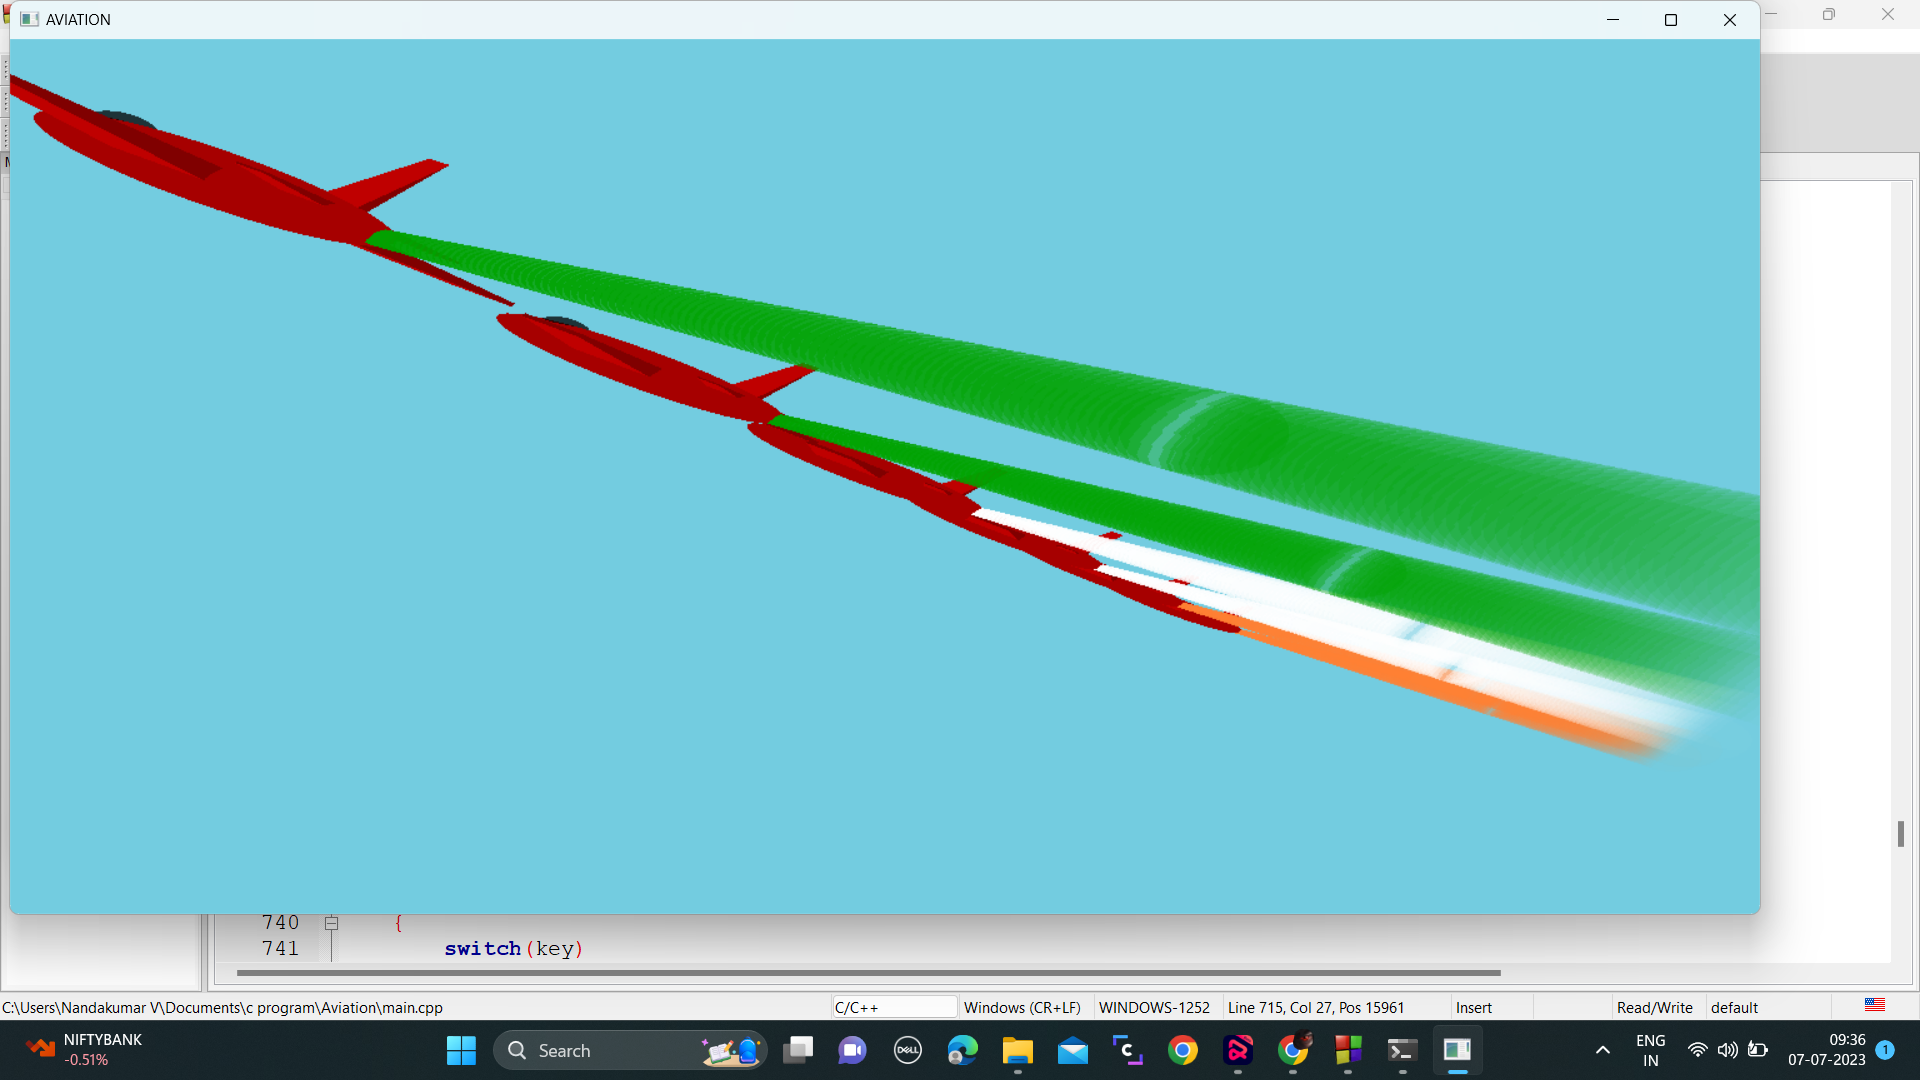 AVIATION
M
740
{
741
switch(key)
C:\Users\Nandakumar V\Documents\c program\Aviation\main.cpp
C/C++
Windows (CR+LF)
WINDOWS-1252
Line 715, Col 27, Pos 15961
Insert
Read/Write
default
NIFTYBANK
-0.51%
Search
DELL
ENG
IN
09:36
07-07-2023
1